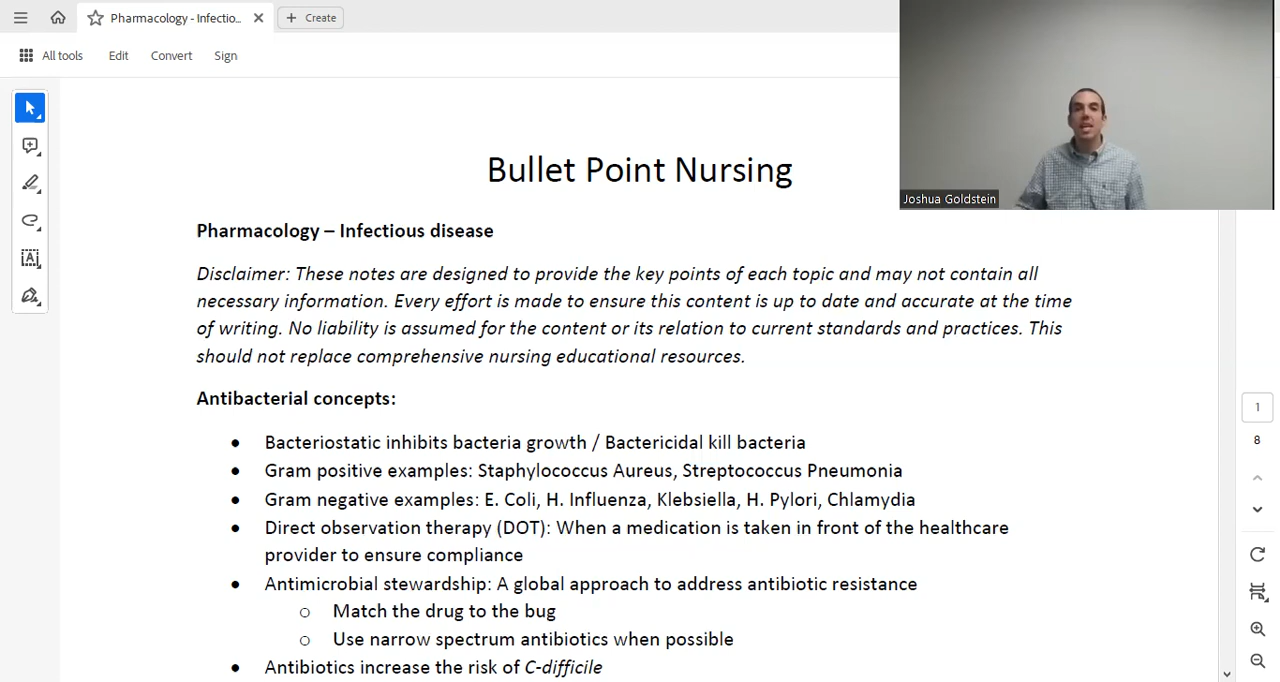 Pharmacology - Infectio...
Create
All tools
Edit
Convert
Sign
Joshua Goldstein
Bullet Point Nursing
Pharmacology – Infectious disease
Disclaimer: These notes are designed to provide the key points of each topic and may not contain all
necessary information. Every effort is made to ensure this content is up to date and accurate at the time
of writing. No liability is assumed for the content or its relation to current standards and practices. This
should not replace comprehensive nursing educational resources.
Antibacterial concepts:
Bacteriostatic inhibits bacteria growth / Bactericidal kill bacteria
Gram positive examples: Staphylococcus Aureus, Streptococcus Pneumonia
Gram negative examples: E. Coli, H. Influenza, Klebsiella, H. Pylori, Chlamydia
Direct observation therapy (DOT): When a medication is taken in front of the healthcare
provider to ensure compliance
Antimicrobial stewardship: A global approach to address antibiotic resistance
Match the drug to the bug
Use narrow spectrum antibiotics when possible
Antibiotics increase the risk of C-difficile
1
8